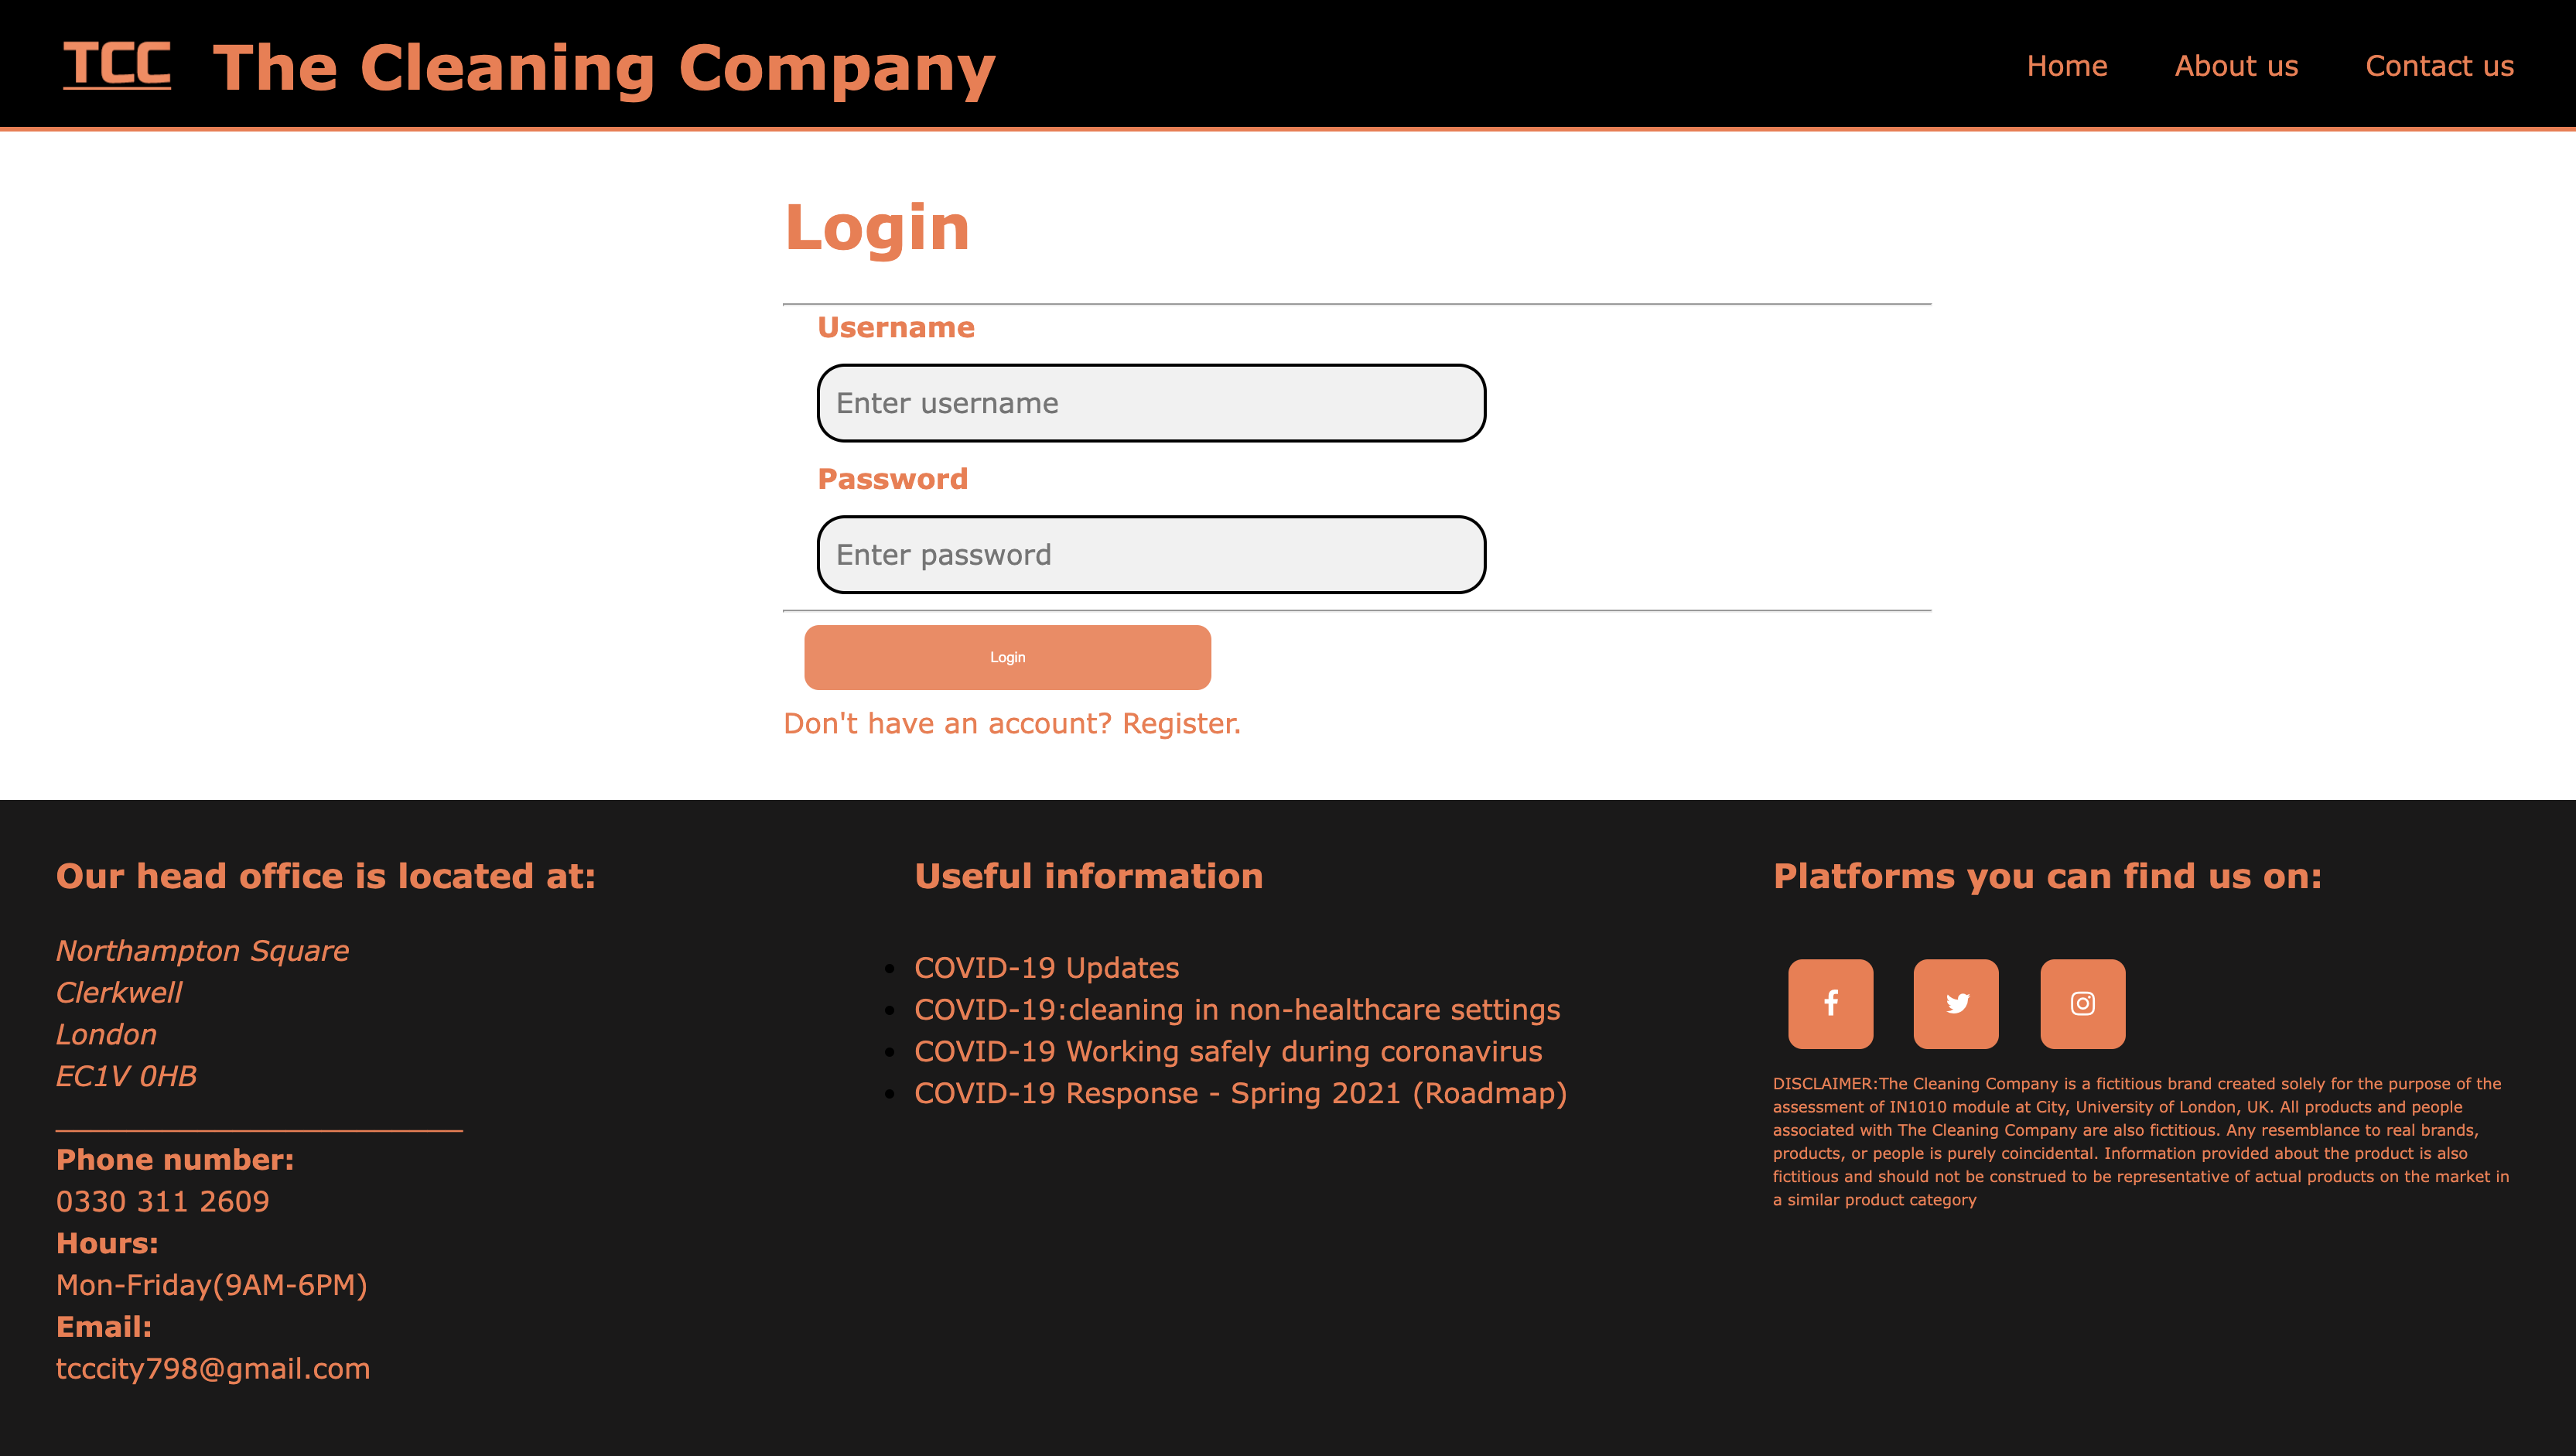 TCC The Cleaning Company
Home About us Contact us
Login
Username
Enter username
Password
Enter password
Login
Don't have an account? Register.
Our head office is located at:
Northampton Square
Clerkwell
London
EC1V 0HB
Phone number:
0330 311 2609
Hours:
Mon-Friday(9AM-6PM)
Email:
tcccity798@gmail.com
Useful information
COVID-19 Updates
COVID-19:cleaning in non-healthcare settings
COVID-19 Working safely during coronavirus
COVID-19 Response - Spring 2021 (Roadmap)
Platforms you can find us on:
DISCLAIMER:The Cleaning Company is a fictitious brand created solely for the purpose of the
assessment of IN1010 module at City, University of London, UK. All products and people
associated with The Cleaning Company are also fictitious. Any resemblance to real brands,
products, or people is purely coincidental. Information provided about the product is also
fictitious and should not be construed to be representative of actual products on the market in
a similar product category